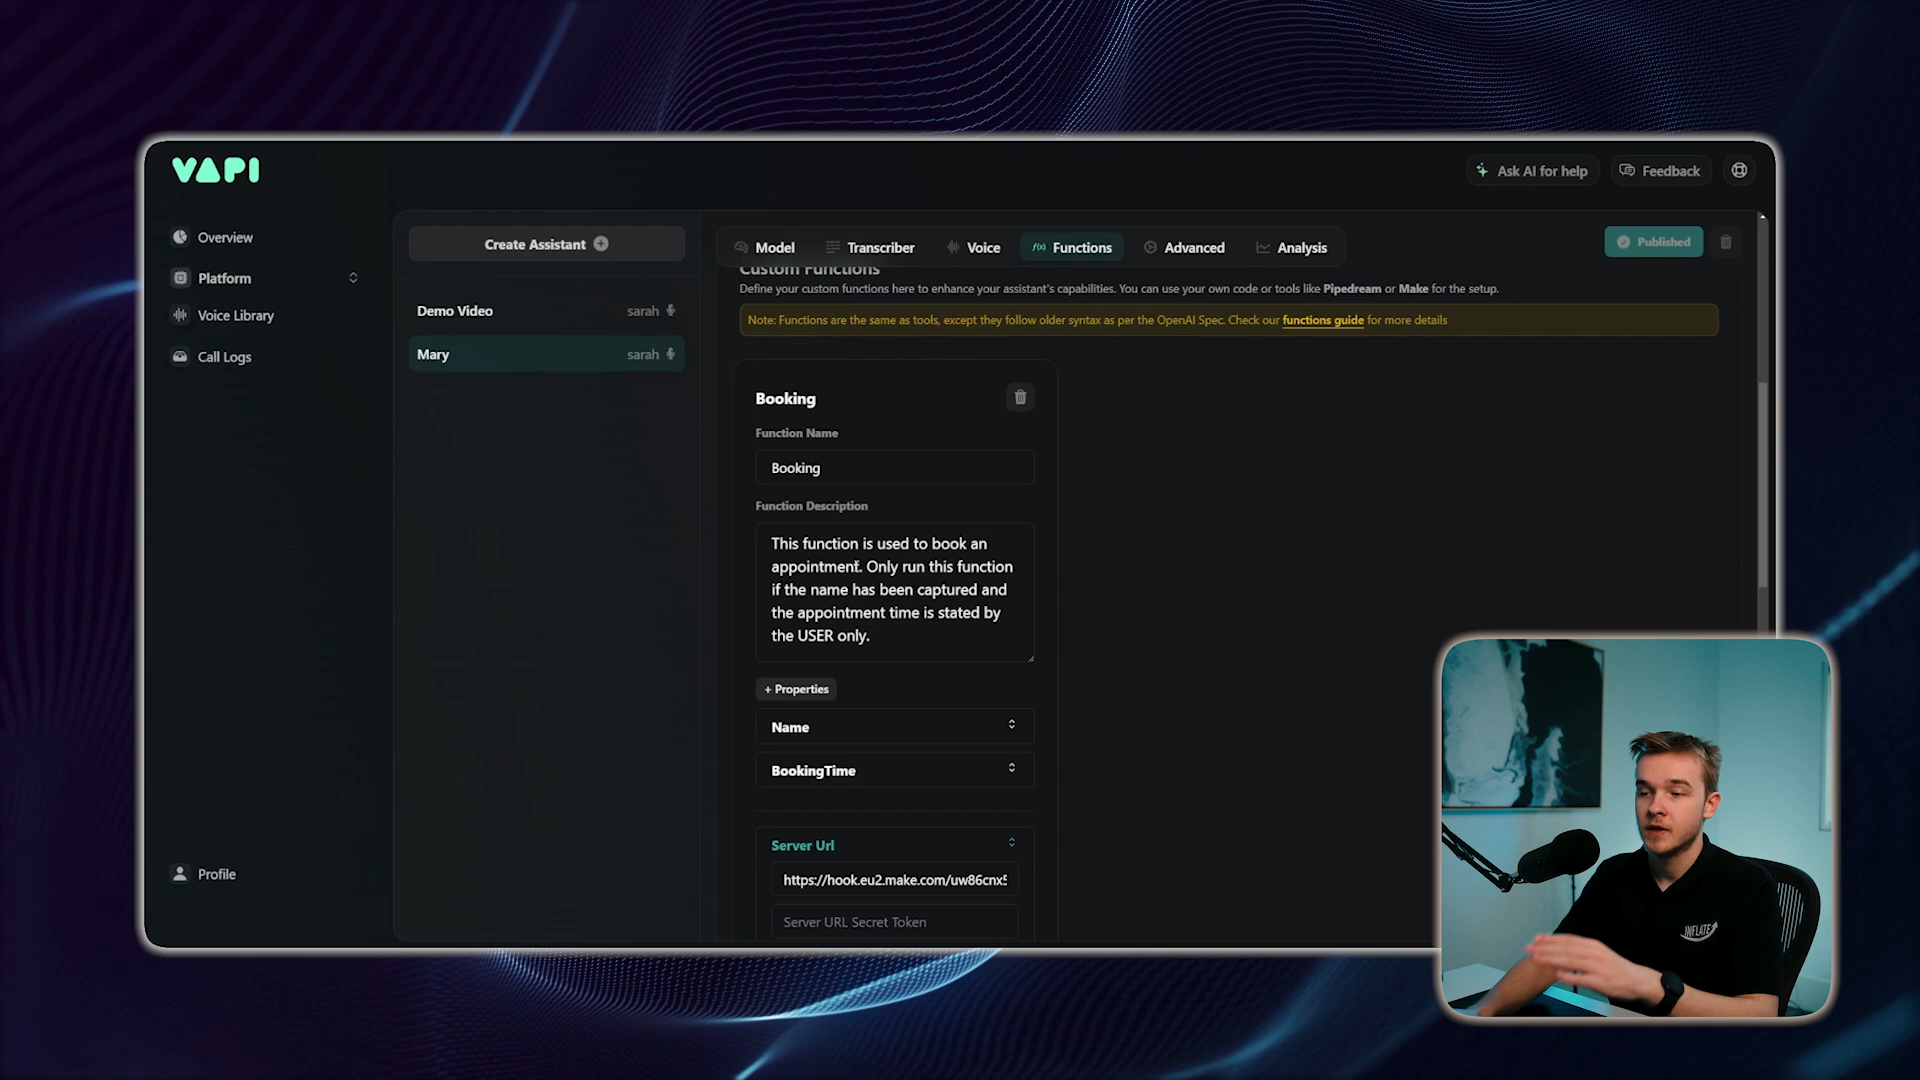 VAPI
Ask AI for help
Feedback
Overview
Platform
Voice Library
Call Logs
Profile
Create Assistant
Demo Video sarah
Mary sarah
Model
Transcriber
Voice
f(x) Functions
Advanced
Analysis
Published
Custom Functions
Define your custom functions here to enhance your assistant's capabilities. You can use your own code or tools like Pipedream or Make for the setup.
Note: Functions are the same as tools, except they follow older syntax as per the OpenAI Spec. Check our functions guide for more details
Booking
Function Name
Booking
Function Description
This function is used to book an
appointment. Only run this function
if the name has been captured and
the appointment time is stated by
the USER only.
+ Properties
Name
BookingTime
Server Url
https://hook.eu2.make.com/uw86cnx5
Server URL Secret Token
INFLATE